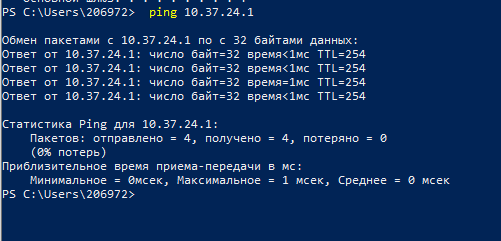 PS C:\Users\206972>  ping 10.37.24.1
Обмен пакетами с 10.37.24.1 по с 32 байтами данных:
Ответ от 10.37.24.1: число байт=32 время<1мс TTL=254
Ответ от 10.37.24.1: число байт=32 время<1мс TTL=254
Ответ от 10.37.24.1: число байт=32 время<1мс TTL=254
Ответ от 10.37.24.1: число байт=32 время<1мс TTL=254
Статистика Ping для 10.37.24.1:
    Пакетов: отправлено = 4, получено = 4, потеряно = 0
    (0% потерь)
Приблизительное время приема-передачи в мс:
    Минимальное = 0мсек, Максимальное = 1 мсек, Среднее = 0 мсек
PS C:\Users\206972>